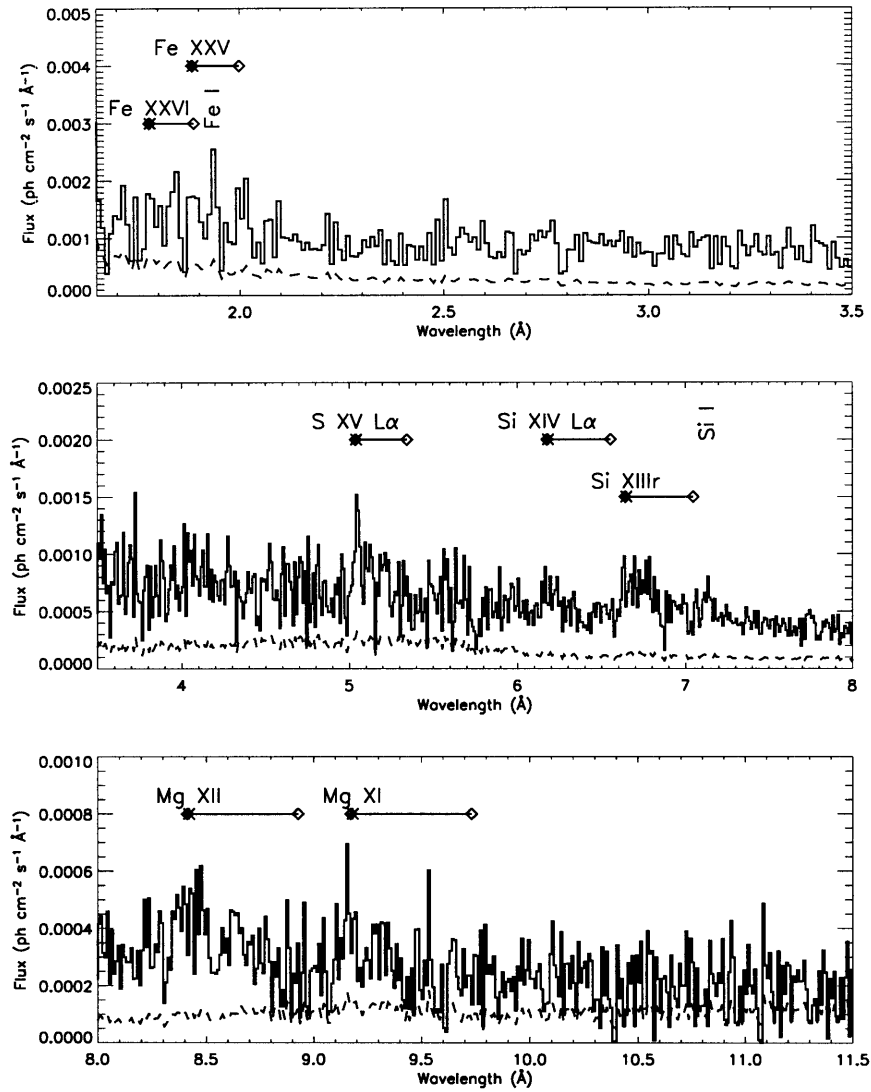 0.005
0.004
0.003
0.002
0.001
0.000
Flux (ph cm⁻² s⁻¹ Å⁻¹)
Fe XXV
Fe XXVI
Fe I
2.0
2.5
3.0
3.5
Wavelength (Å)
0.0025
0.0020
0.0015
0.0010
0.0005
0.0000
Flux (ph cm⁻² s⁻¹ Å⁻¹)
S XV Lα
Si XIV Lα
Si I
Si XIIIr
4
5
6
7
8
Wavelength (Å)
0.0010
0.0008
0.0006
0.0004
0.0002
0.0000
Flux (ph cm⁻² s⁻¹ Å⁻¹)
Mg XII
Mg XI
8.0
8.5
9.0
9.5
10.0
10.5
11.0
11.5
Wavelength (Å)